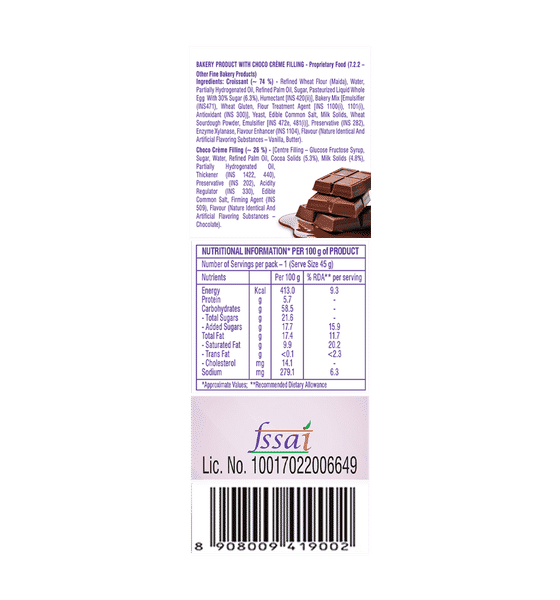 BAKERY PRODUCT WITH CHOCO CRÈME FILLING - Proprietary Food (7.2.2 –
Other Fine Bakery Products)
Ingredients: Croissant (~ 74 %) - Refined Wheat Flour (Maida), Water,
Partially Hydrogenated Oil, Refined Palm Oil, Sugar, Pasteurized Liquid Whole
Egg With 30% Sugar (6.3%), Humectant [INS 420(ii)], Bakery Mix [Emulsifier
(INS471), Wheat Gluten, Flour Treatment Agent [INS 1100(i), 1101(i),
Antioxidant (INS 300)], Yeast, Edible Common Salt, Milk Solids, Wheat
Sourdough Powder, Emulsifier [INS 472e, 481(i)], Preservative (INS 282),
Enzyme Xylanase, Flavour Enhancer (INS 1104), Flavour (Nature Identical And
Artificial Flavoring Substances – Vanilla, Butter).
Choco Crème Filling (~ 26 %) - [Centre Filling – Glucose Fructose Syrup,
Sugar, Water, Refined Palm Oil, Cocoa Solids (5.3%), Milk Solids (4.8%),
Partially Hydrogenated Oil,
Thickener (INS 1422, 440),
Preservative (INS 202), Acidity
Regulator (INS 330), Edible
Common Salt, Firming Agent (INS
509), Flavour (Nature Identical And
Artificial Flavoring Substances –
Chocolate).
NUTRITIONAL INFORMATION* PER 100 g of PRODUCT
Number of Servings per pack – 1 (Serve Size 45 g)
Nutrients Per 100 g % RDA** per serving
Energy Kcal 413.0 9.3
Protein g 5.7 -
Carbohydrates g 58.5 -
- Total Sugars g 21.6 -
- Added Sugars g 17.7 15.9
Total Fat g 17.4 11.7
- Saturated Fat g 9.9 20.2
- Trans Fat g <0.1 <2.3
- Cholesterol mg 14.1 -
Sodium mg 279.1 6.3
*Approximate Values; **Recommended Dietary Allowance
fssai
Lic. No. 10017022006649
8 908009 419002